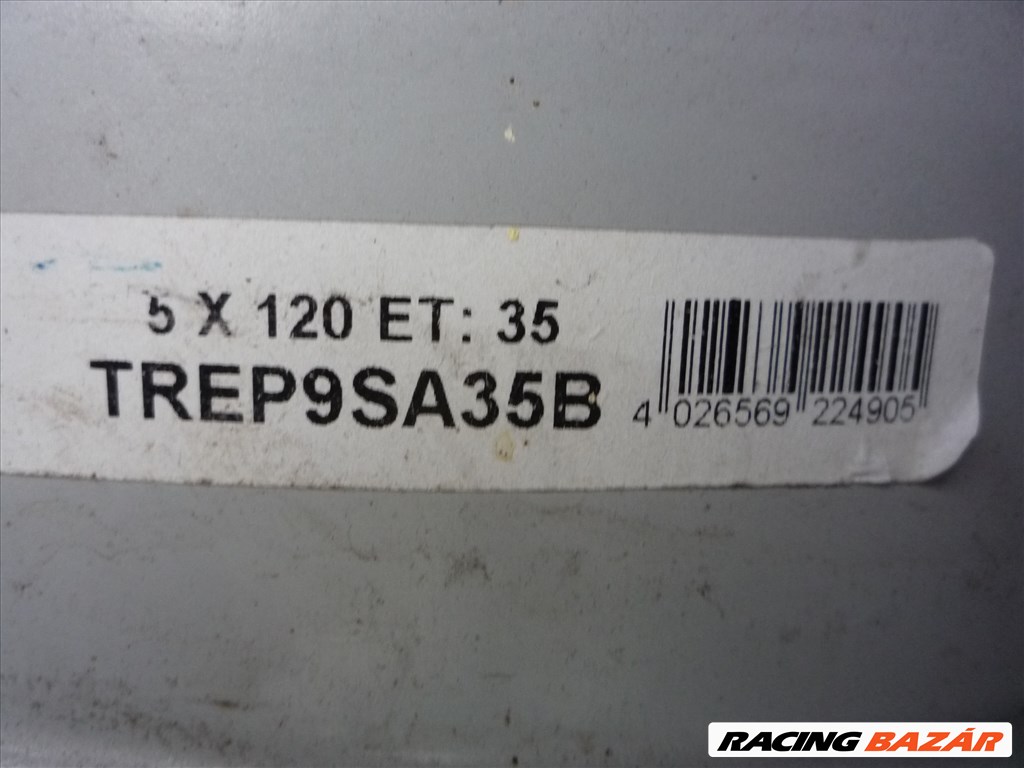 5 X 120 ET: 35
TREP9SA35B
4 026569 224905
RACING BAZÁR